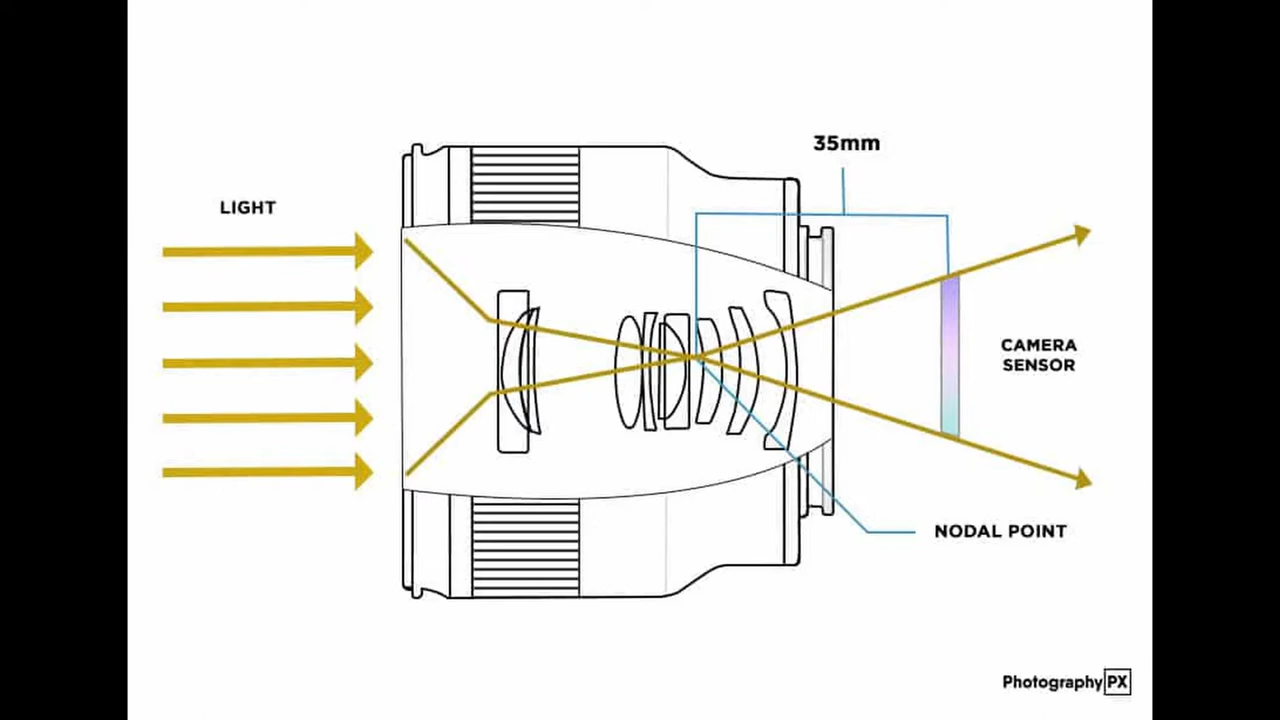 35mm
LIGHT
CAMERA
SENSOR
NODAL POINT
PhotographyPX